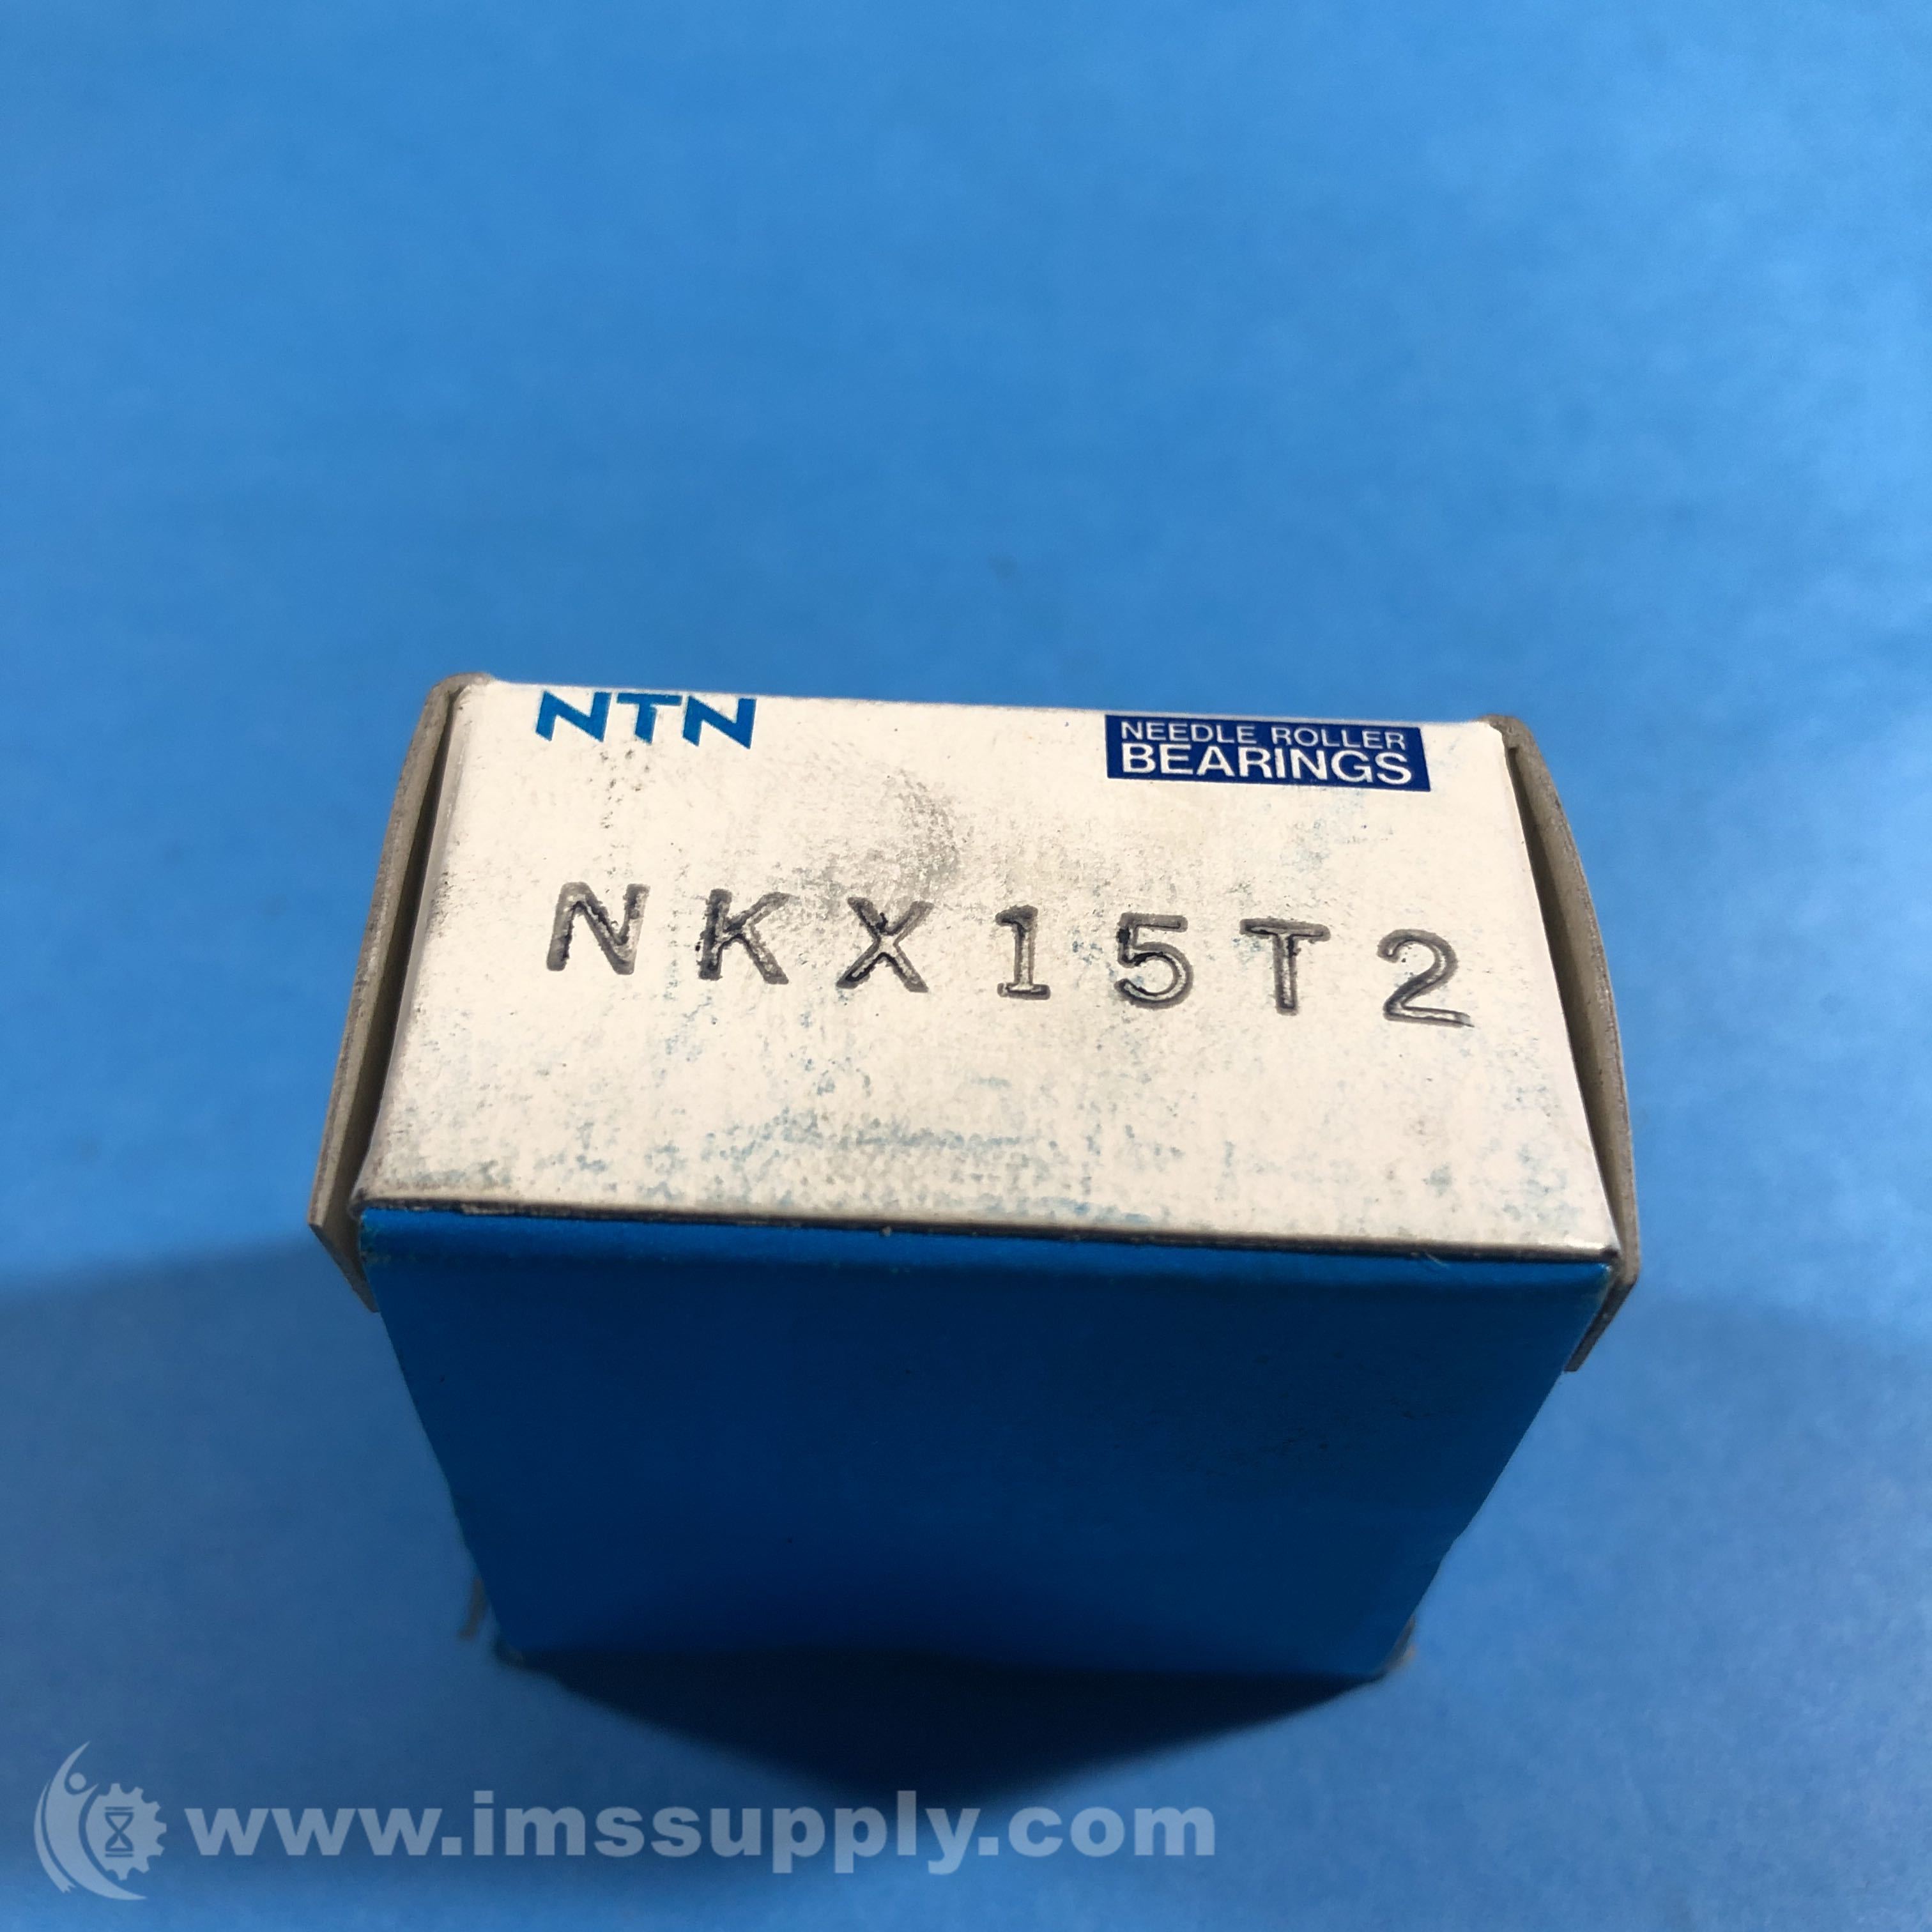 NTN
NEEDLE ROLLER
BEARINGS
NKX15T2
www.imssupply.com